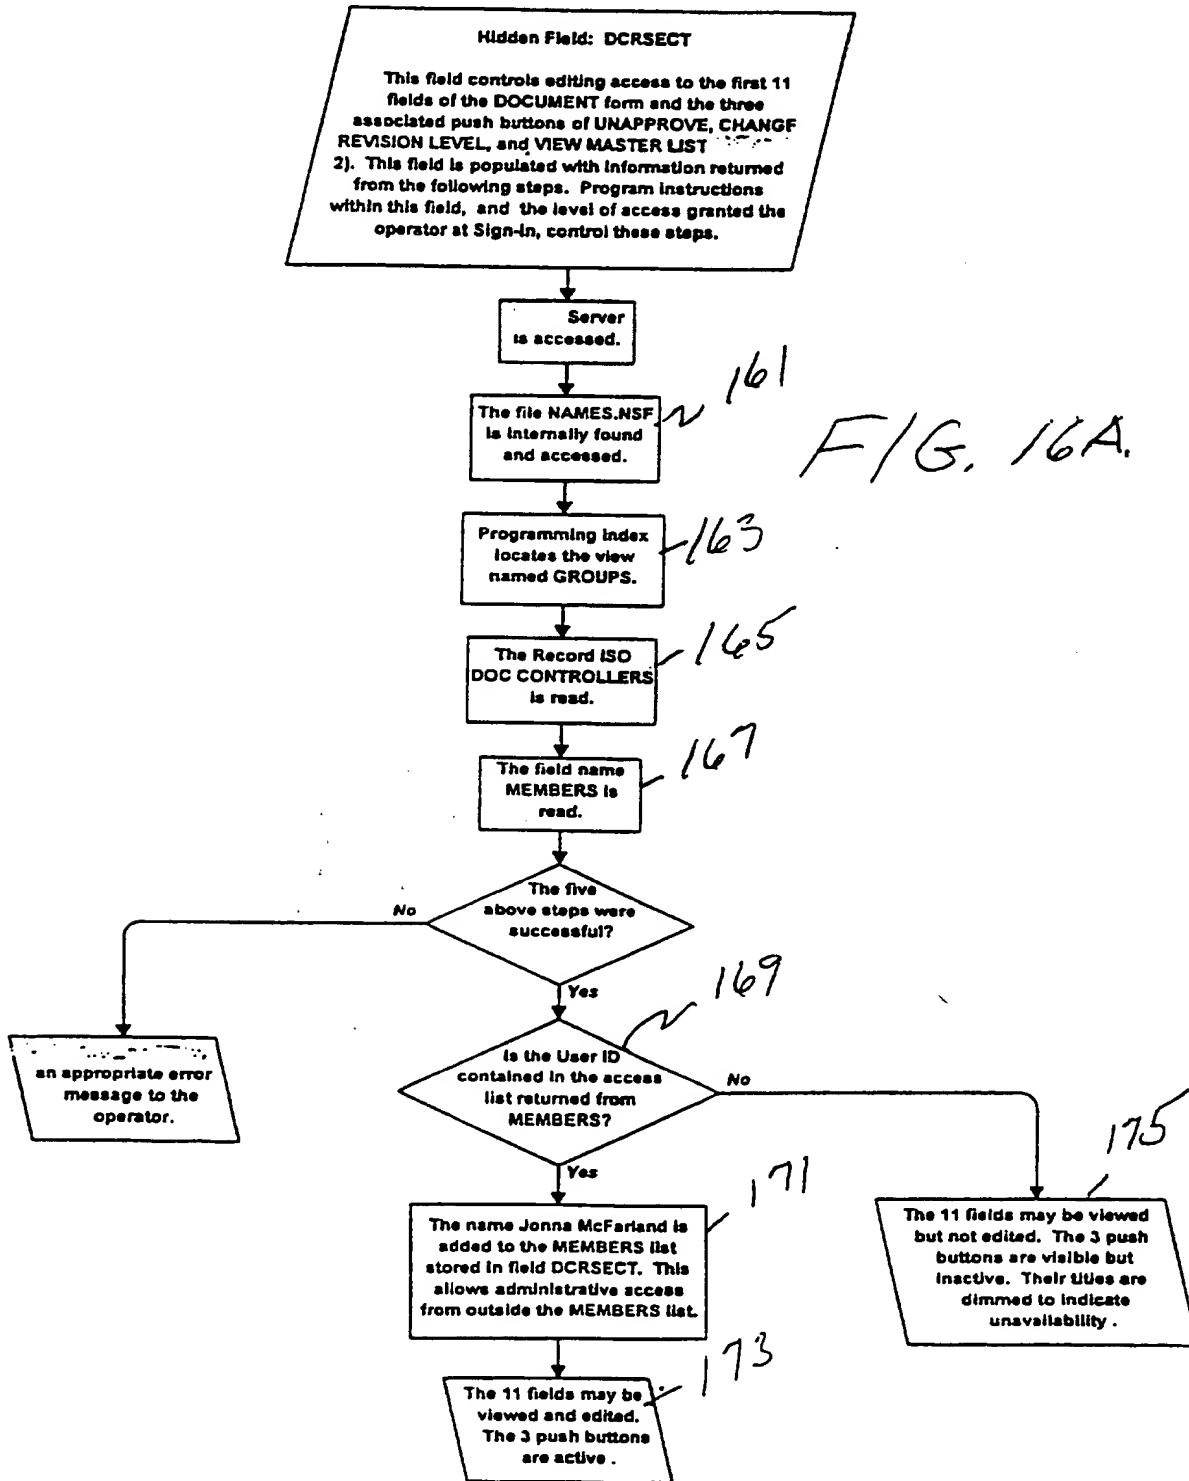 Hidden Field: DCRSECT
This field controls editing access to the first 11
fields of the DOCUMENT form and the three
associated push buttons of UNAPPROVE, CHANGF
REVISION LEVEL, and VIEW MASTER LIST
2). This field is populated with information returned
from the following steps. Program instructions
within this field, and the level of access granted the
operator at Sign-In, control these steps.
Server
is accessed.
161
The file NAMES.NSF
is internally found
and accessed.
FIG. 16A.
Programming index
locates the view
named GROUPS.
163
The Record ISO
DOC CONTROLLERS
is read.
165
The field name
MEMBERS is
read.
167
The five
above steps were
successful?
No
Yes
169
an appropriate error
message to the
operator.
Is the User ID
contained in the access
list returned from
MEMBERS?
No
Yes
171
The name Jonna McFarland is
added to the MEMBERS list
stored in field DCRSECT. This
allows administrative access
from outside the MEMBERS list.
175
The 11 fields may be viewed
but not edited. The 3 push
buttons are visible but
inactive. Their titles are
dimmed to indicate
unavailability .
173
The 11 fields may be
viewed and edited.
The 3 push buttons
are active .